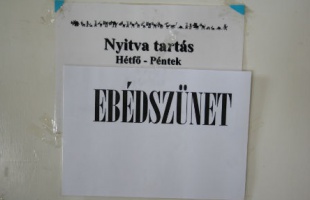 Nyitva tartás
Hétfő - Péntek
EBÉDSZÜNET